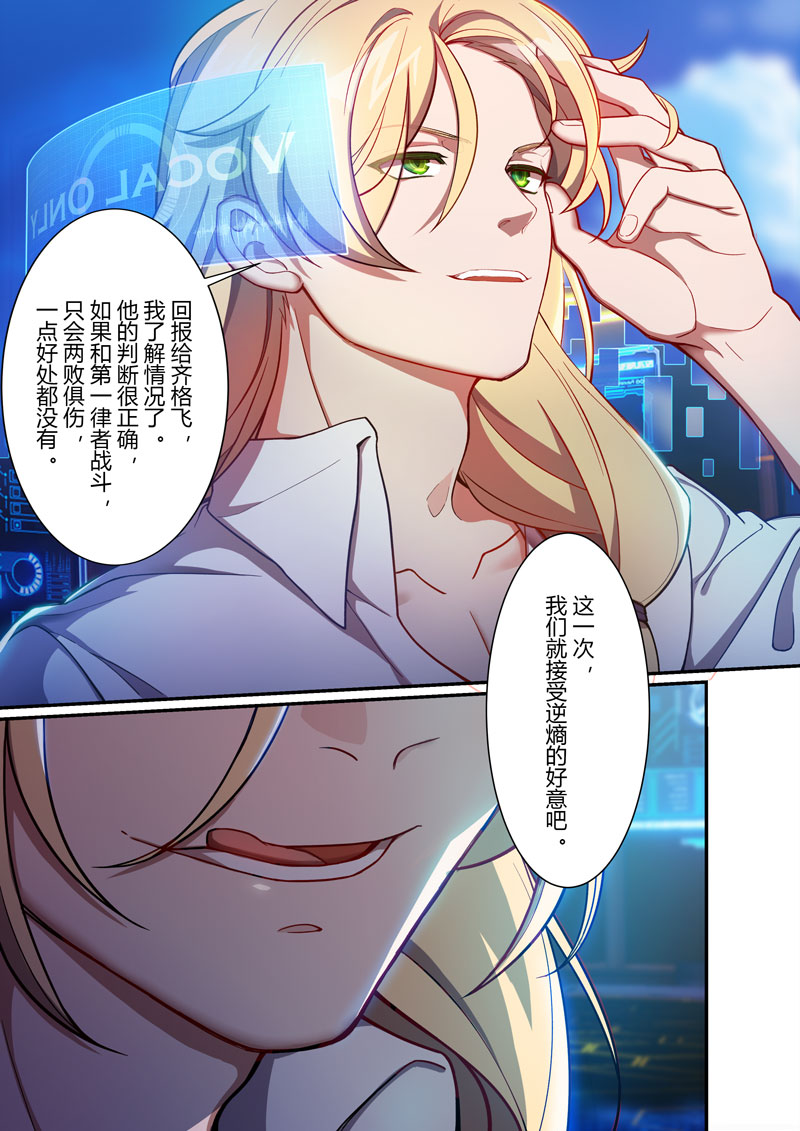 VOCAL ONLY
回报给齐格飞，
我了解情况了。
他的判断很正确，
如果和第一律者战斗，
只会两败俱伤，
一点好处都没有。
这一次，
我们就接受逆熵的好意吧。